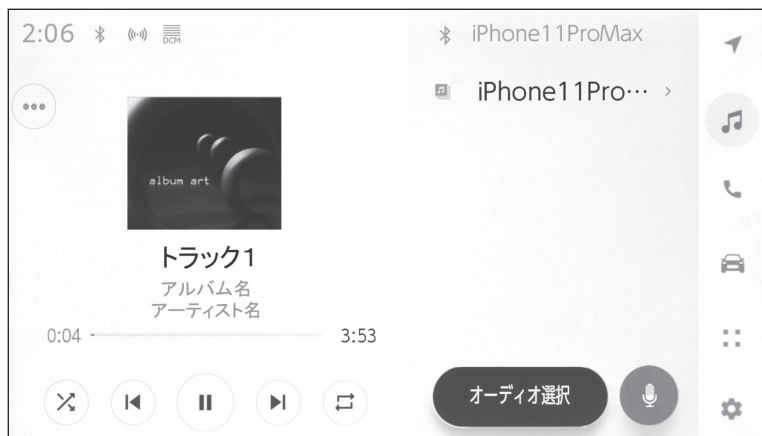 2:06
DCM
album art
トラック1
アルバム名
アーティスト名
0:04
3:53
iPhone11ProMax
iPhone11Pro…
オーディオ選択